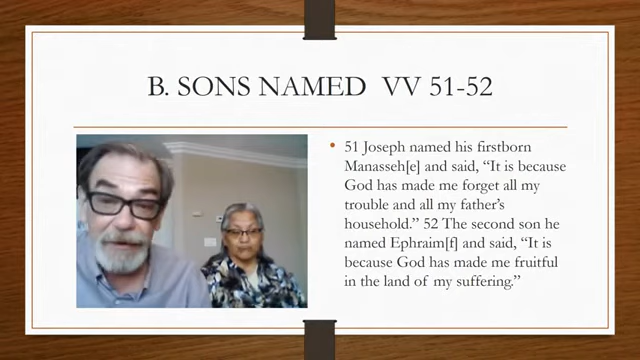 B. SONS NAMED VV 51-52
• 51 Joseph named his firstborn
Manasseh[e] and said, “It is because
God has made me forget all my
trouble and all my father’s
household.” 52 The second son he
named Ephraim[f] and said, “It is
because God has made me fruitful
in the land of my suffering.”